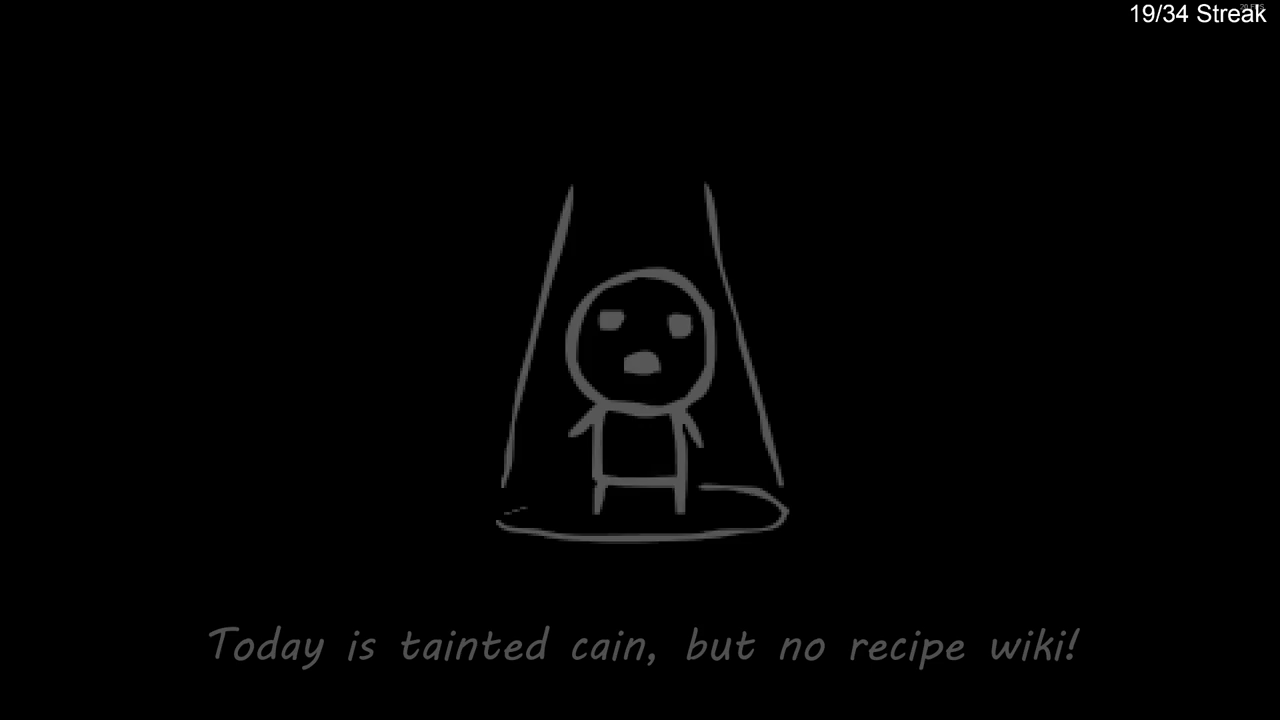 19/34 Streak
Today is tainted cain, but no recipe wiki!